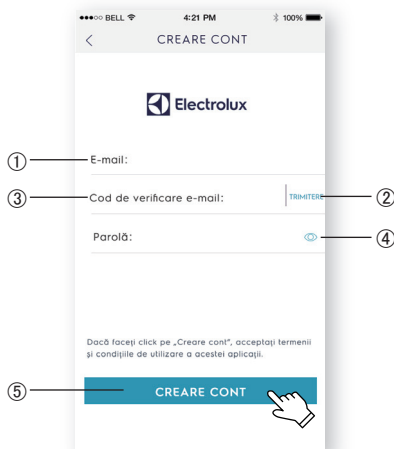 ●●●○○ BELL 4:21 PM 100%
< CREARE CONT
Electrolux
① E-mail:
③ Cod de verificare e-mail: TRIMITERE ②
Parolă: ④
Dacă faceți click pe „Creare cont”, acceptați termenii
și condițiile de utilizare a acestei aplicații.
⑤ CREARE CONT